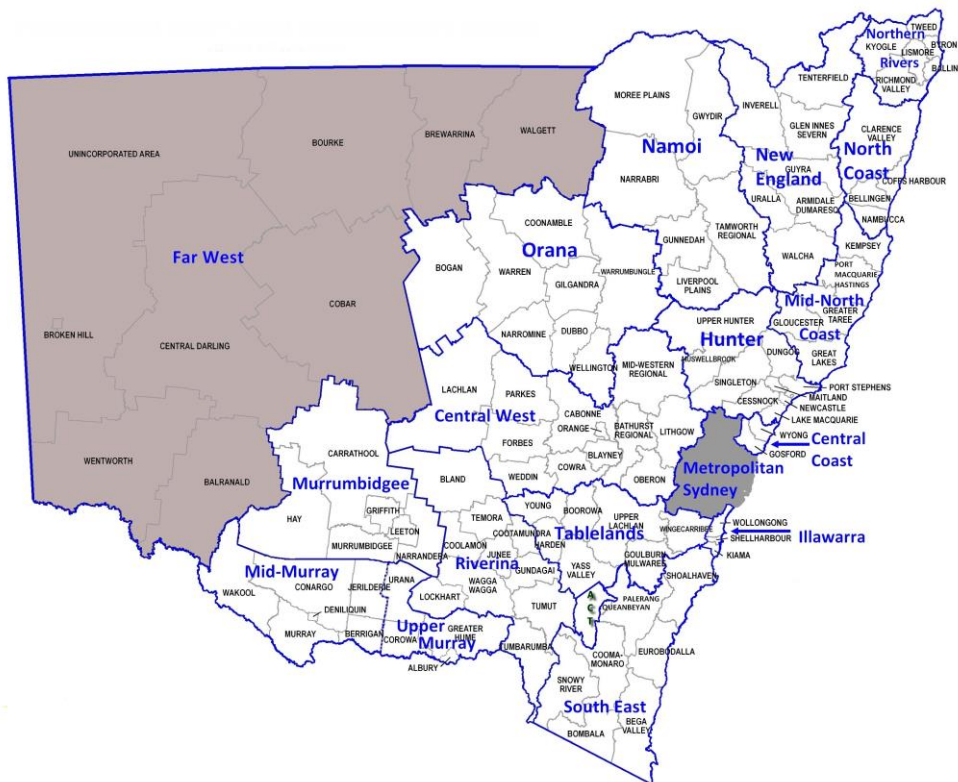 TWEED
Northern
KYOGLE
LISMORE
BYRON
Rivers
BALLIN
RICHMOND
VALLEY
TENTERFIELD
MOREE PLAINS
GWYDIR
INVERELL
GLEN INNES
SEVERN
CLARENCE
VALLEY
BREWARRINA
WALGETT
BOURKE
UNINCORPORATED AREA
Namoi
New
England
North
Coast
GUYRA
NARRABRI
COFFS HARBOUR
URALLA
ARMIDALE
DUMARESQ
BELLINGEN
NAMBUCCA
COONAMBLE
Orana
TAMWORTH
REGIONAL
GUNNEDAH
KEMPSEY
WALCHA
Far West
BOGAN
WARREN
GILGANDRA
WARRUMBUNGLE
LIVERPOOL
PLAINS
PORT
MACQUARIE
HASTINGS
Mid-North
Coast
COBAR
GREATER
TAREE
UPPER HUNTER
GLOUCESTER
BROKEN HILL
CENTRAL DARLING
NARROMINE
DUBBO
Hunter
DUNGOG
GREAT
LAKES
WELLINGTON
MID-WESTERN
REGIONAL
MUSWELLBROOK
LACHLAN
PARKES
SINGLETON
PORT STEPHENS
MAITLAND
CESSNOCK
NEWCASTLE
LAKE MACQUARIE
Central West
CABONNE
ORANGE
BATHURST
REGIONAL
LITHGOW
WYONG
GOSFORD
Central
Coast
FORBES
BLAYNEY
CARRATHOOL
WENTWORTH
BALRANALD
Murrumbidgee
BLAND
WEDDIN
COWRA
OBERON
Metropolitan
Sydney
HAY
GRIFFITH
LEETON
MURRUMBIDGEE
NARRANDERA
TEMORA
YOUNG
BOOROWA
UPPER
LACHLAN
WINGECARRIBEE
WOLLONGONG
SHELLHARBOUR
KIAMA
Illawarra
COOTAMUNDRA
HARDEN
Tablelands
COOLAMON
JUNEE
Riverina
GUNDAGAI
YASS
VALLEY
GOULBURN
MULWAREE
SHOALHAVEN
Mid-Murray
WAKOOL
CONARGO
JERILDERIE
URANA
LOCKHART
WAGGA
WAGGA
TUMUT
A
C
T
PALERANG
QUEANBEYAN
DENILIQUIN
MURRAY
BERRIGAN
COROWA
Upper
Murray
GREATER
HUME
ALBURY
TUMBARUMBA
COOMA-
MONARO
EUROBODALLA
SNOWY
RIVER
South East
BEGA
VALLEY
BOMBALA